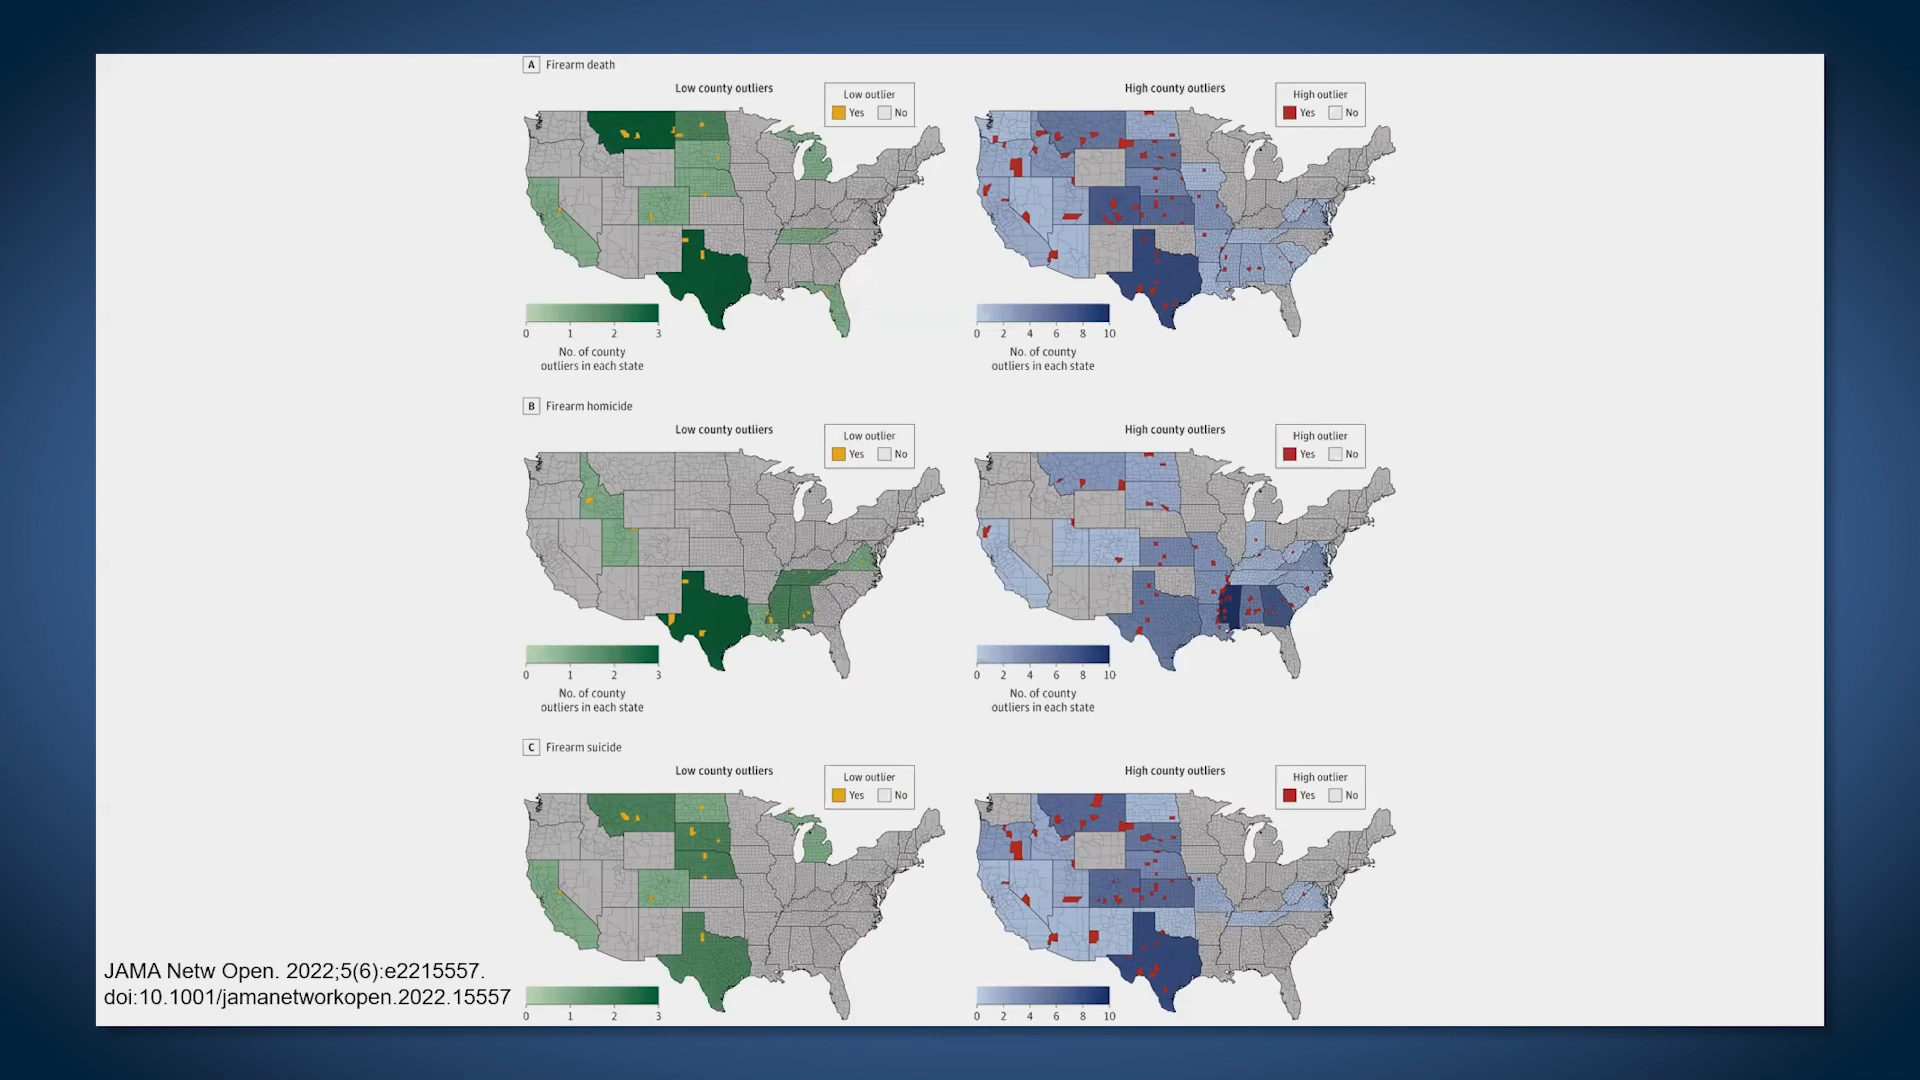 A Firearm death
Low county outliers
Low outlier
Yes No
High county outliers
High outlier
Yes No
0 1 2 3
No. of county
outliers in each state
0 2 4 6 8 10
No. of county
outliers in each state
B Firearm homicide
Low county outliers
Low outlier
Yes No
High county outliers
High outlier
Yes No
0 1 2 3
No. of county
outliers in each state
0 2 4 6 8 10
No. of county
outliers in each state
C Firearm suicide
Low county outliers
Low outlier
Yes No
High county outliers
High outlier
Yes No
0 1 2 3
0 2 4 6 8 10
JAMA Netw Open. 2022;5(6):e2215557.
doi:10.1001/jamanetworkopen.2022.15557